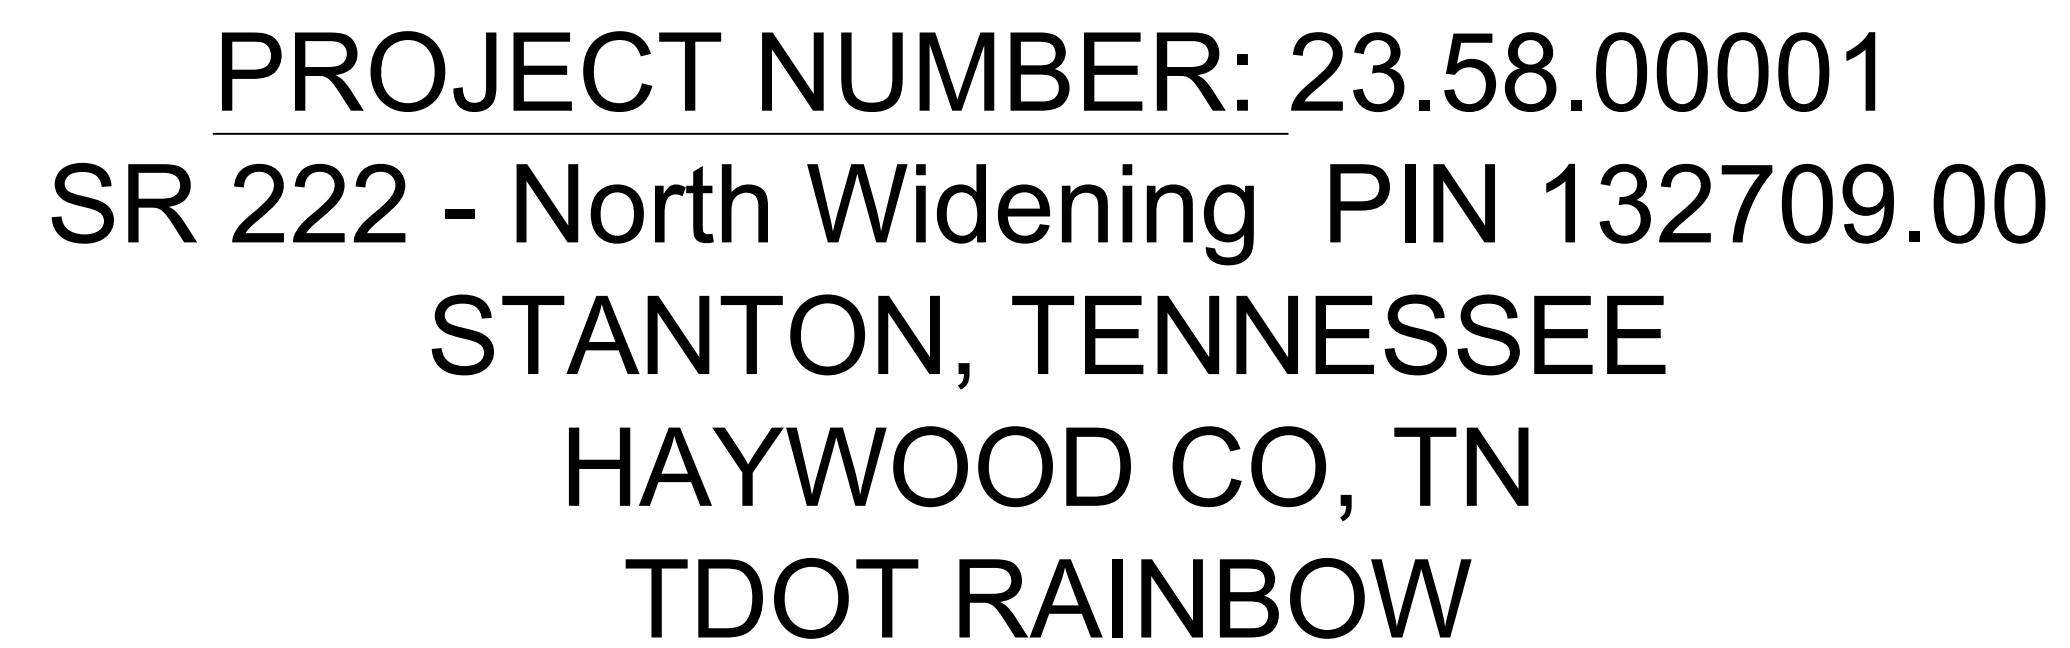 PROJECT NUMBER: 23.58.00001
SR 222 - North Widening  PIN 132709.00
STANTON, TENNESSEE
HAYWOOD CO, TN
TDOT RAINBOW